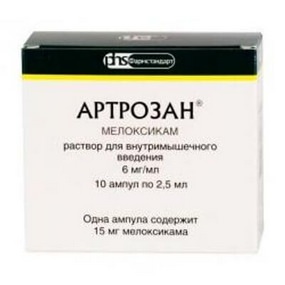 phs Фармстандарт
АРТРОЗАН®
МЕЛОКСИКАМ
раствор для внутримышечного
введения
6 мг/мл
10 ампул по 2,5 мл
Одна ампула содержит
15 мг мелоксикама